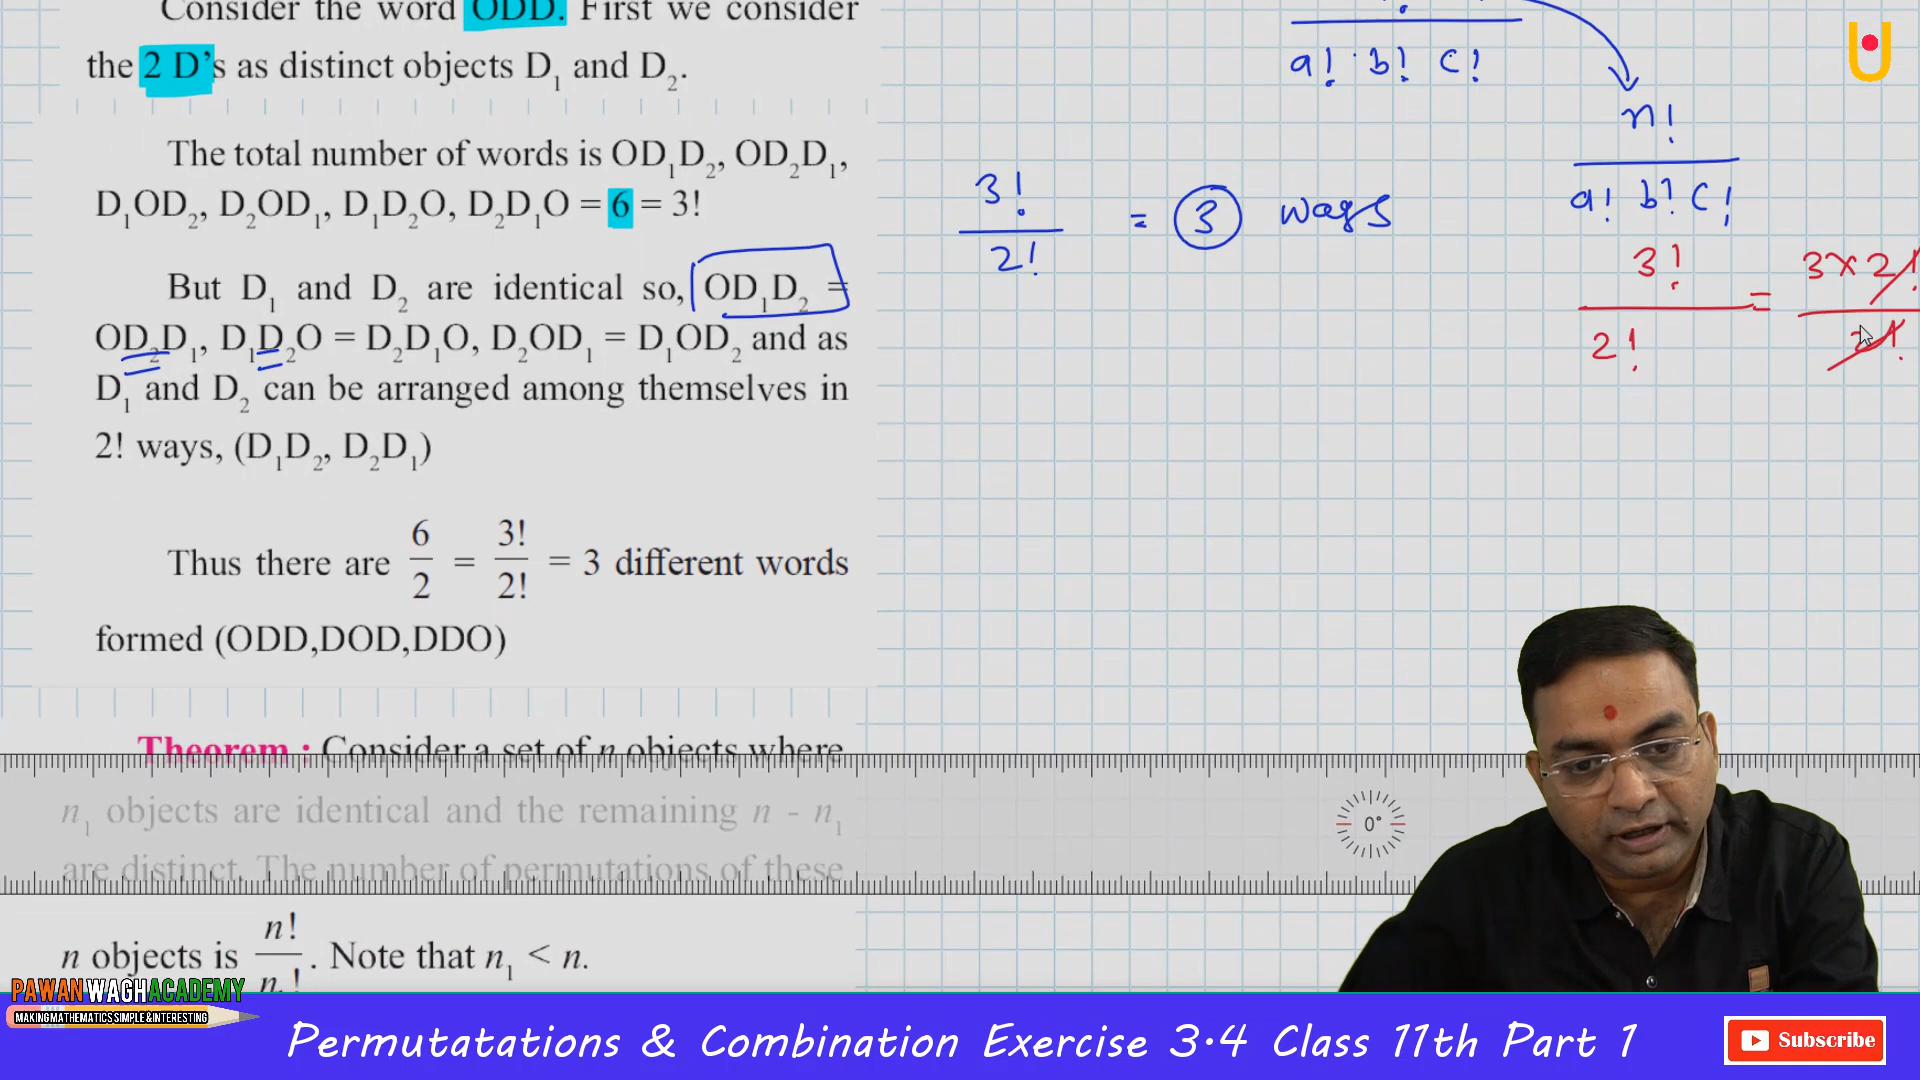 Consider the word ODD. First we consider
the 2 D's as distinct objects D₁ and D₂.
The total number of words is OD₁D₂, OD₂D₁,
D₁OD₂, D₂OD₁, D₁D₂O, D₂D₁O = 6 = 3!
But D₁ and D₂ are identical so, OD₁D₂ =
OD₂D₁, D₁D₂O = D₂D₁O, D₂OD₁ = D₁OD₂ and as
D₁ and D₂ can be arranged among themselves in
2! ways, (D₁D₂, D₂D₁)
Thus there are 6/2 = 3!/2! = 3 different words
formed (ODD,DOD,DDO)
Theorem : Consider a set of n objects where
n₁ objects are identical and the remaining n - n₁
are distinct. The number of permutations of these
n objects is n!/n₁! . Note that n₁ < n.
a! b! c!
n!
a! b! c!
3!/2! = 3 ways
3!/2! = 3×2!/2!
0°
PAWAN WAGH ACADEMY
MAKING MATHEMATICS SIMPLE & INTERESTING
Permutatations & Combination Exercise 3.4 Class 11th Part 1
Subscribe